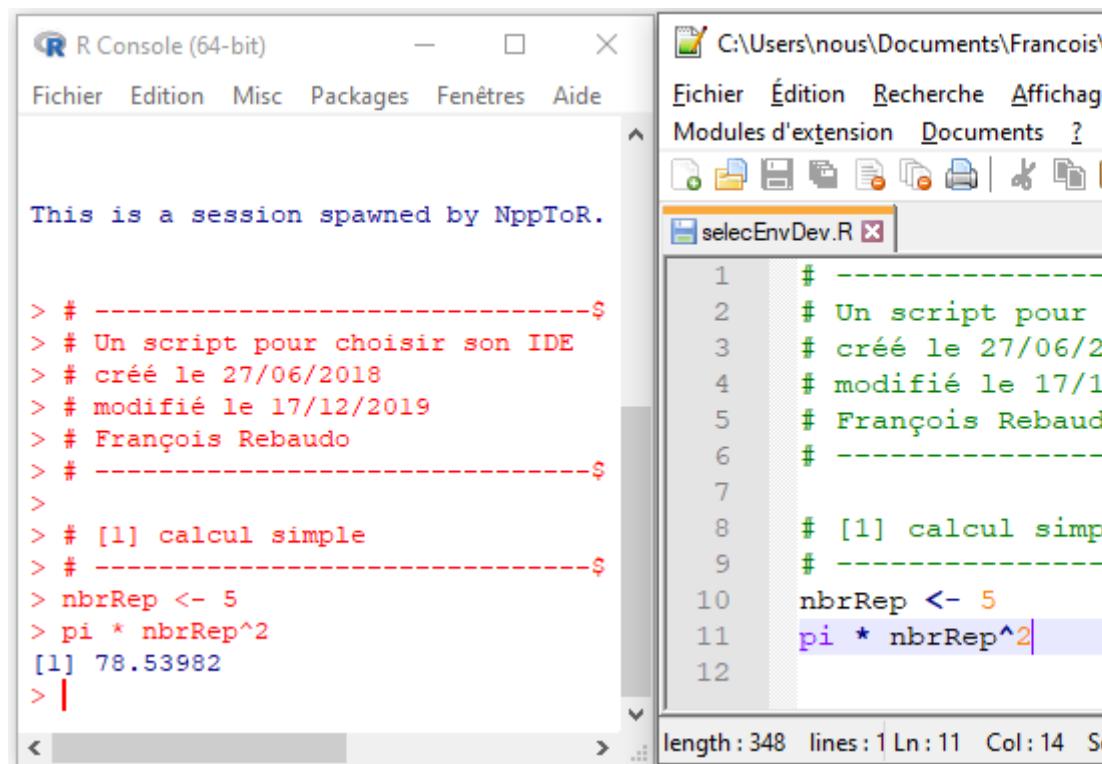 R Console (64-bit)
Fichier Edition Misc Packages Fenêtres Aide
This is a session spawned by NppToR.
> # -------------------------------$
> # Un script pour choisir son IDE
> # créé le 27/06/2018
> # modifié le 17/12/2019
> # François Rebaudo
> # -------------------------------$
>
> # [1] calcul simple
> # -------------------------------$
> nbrRep <- 5
> pi * nbrRep^2
[1] 78.53982
>
C:\Users\nous\Documents\Francois\
Fichier Édition Recherche Affichag
Modules d'extension Documents ?
selecEnvDev.R
1 # ---------------
2 # Un script pour
3 # créé le 27/06/2
4 # modifié le 17/1
5 # François Rebaud
6 # ---------------
7
8 # [1] calcul simp
9 # ---------------
10 nbrRep <- 5
11 pi * nbrRep^2
12
length : 348 lines : 1 Ln : 11 Col : 14 S